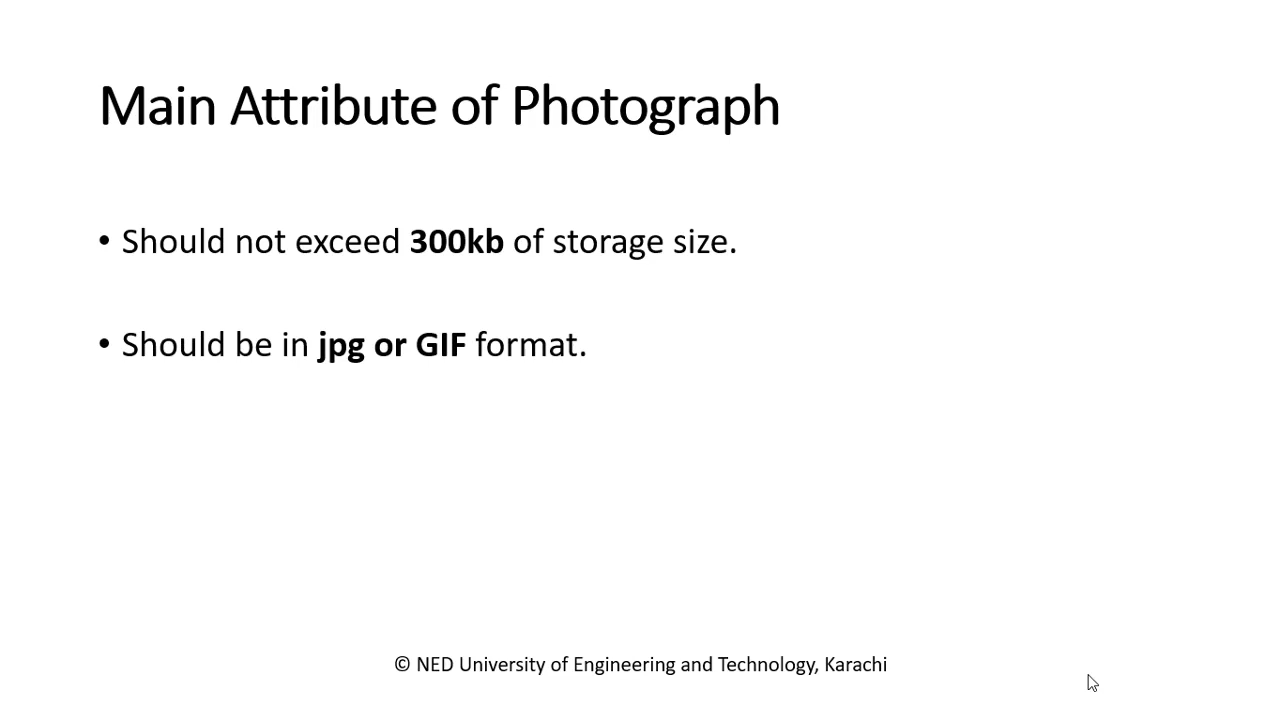 Main Attribute of Photograph
• Should not exceed 300kb of storage size.
• Should be in jpg or GIF format.
© NED University of Engineering and Technology, Karachi